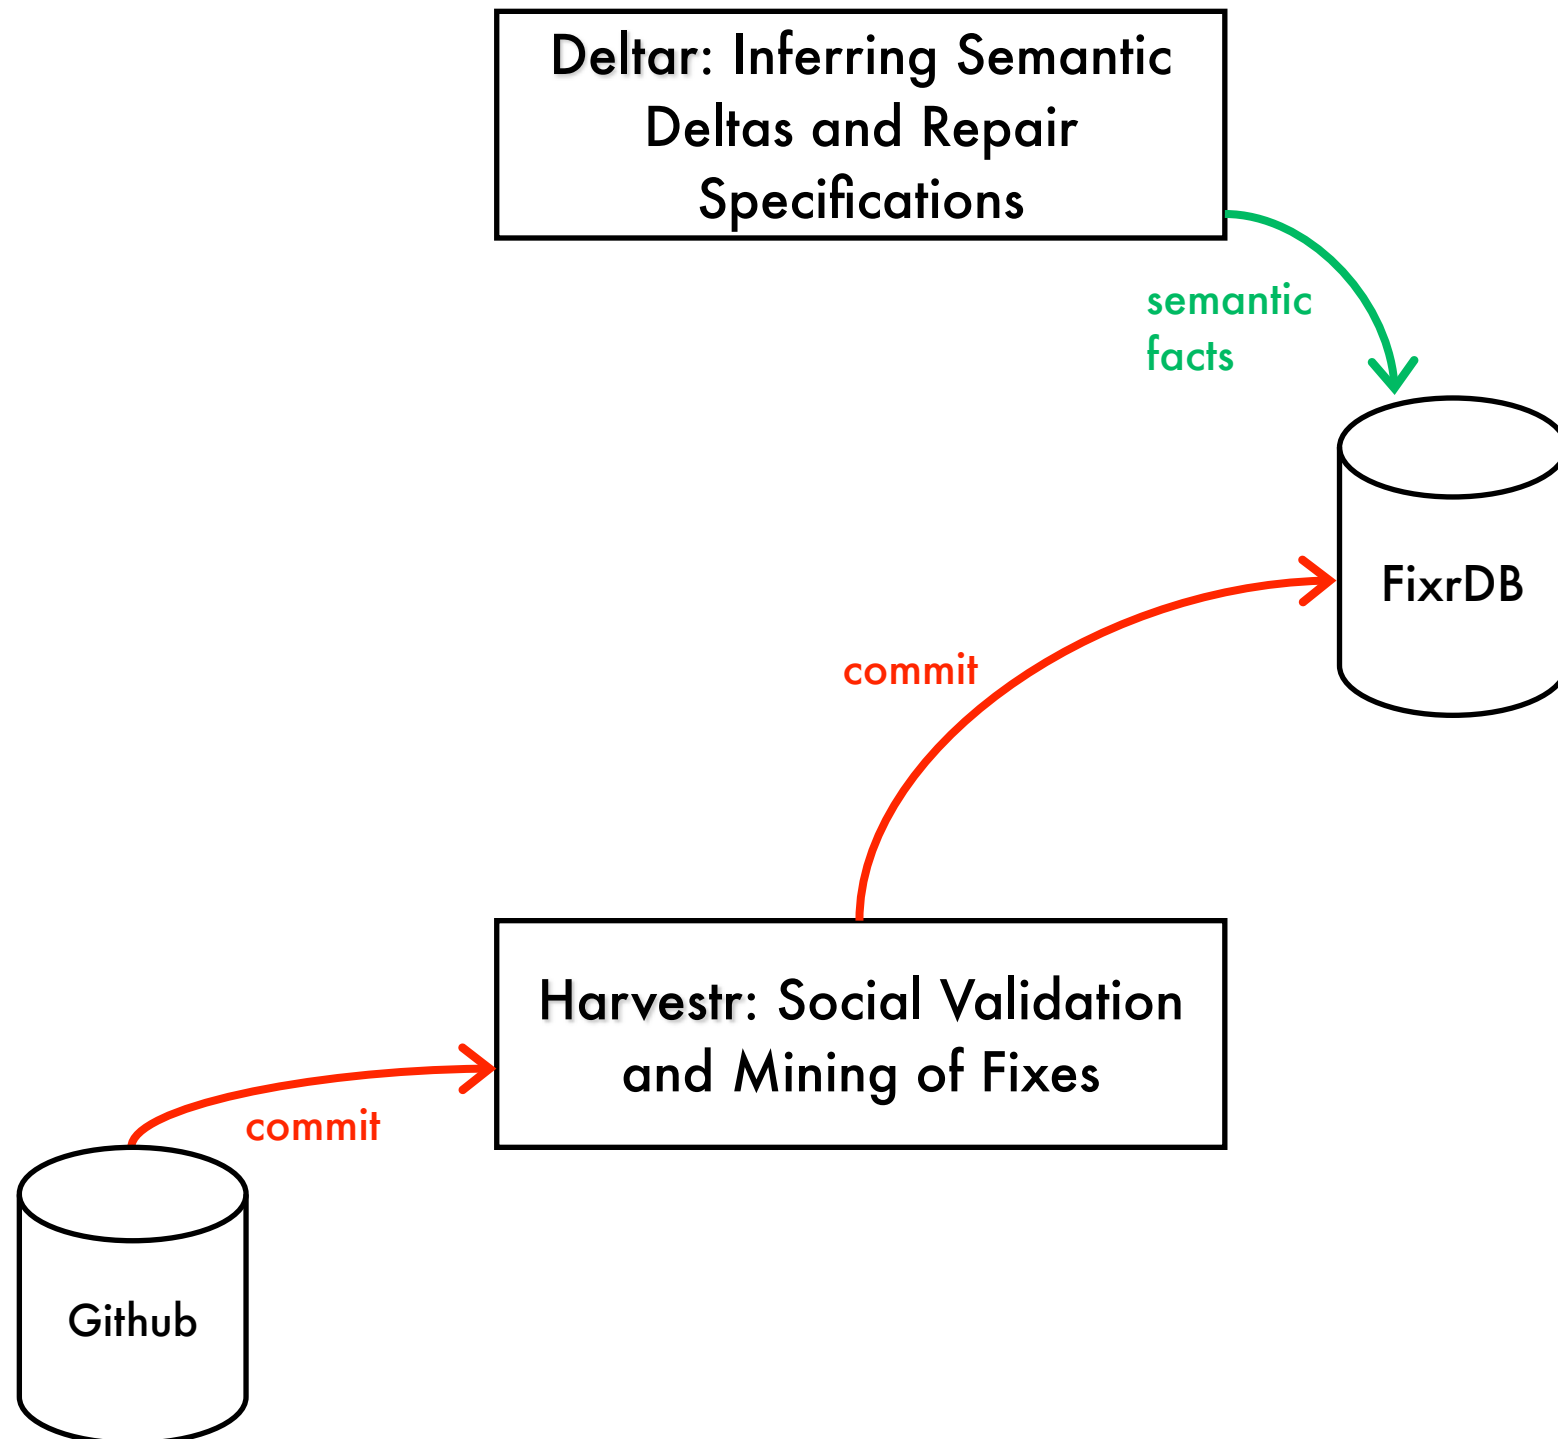 Deltar: Inferring Semantic
Deltas and Repair
Specifications
semantic
facts
FixrDB
commit
Harvestr: Social Validation
and Mining of Fixes
commit
Github